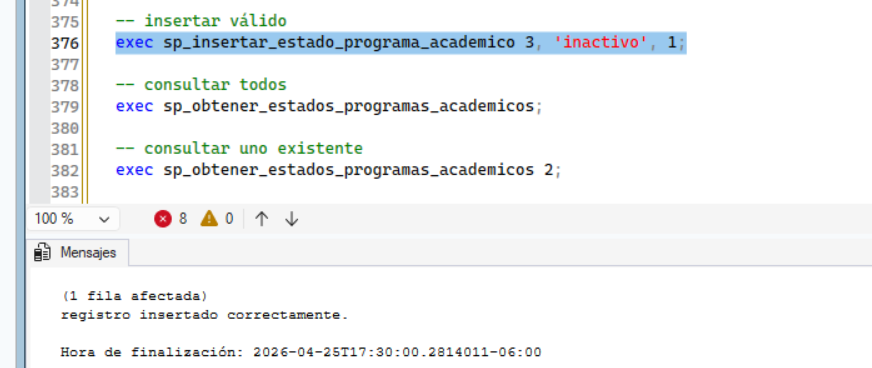 374
375 -- insertar válido
376 exec sp_insertar_estado_programa_academico 3, 'inactivo', 1;
377
378 -- consultar todos
379 exec sp_obtener_estados_programas_academicos;
380
381 -- consultar uno existente
382 exec sp_obtener_estados_programas_academicos 2;
383
100 % 8 0
Mensajes
(1 fila afectada)
registro insertado correctamente.
Hora de finalización: 2026-04-25T17:30:00.2814011-06:00